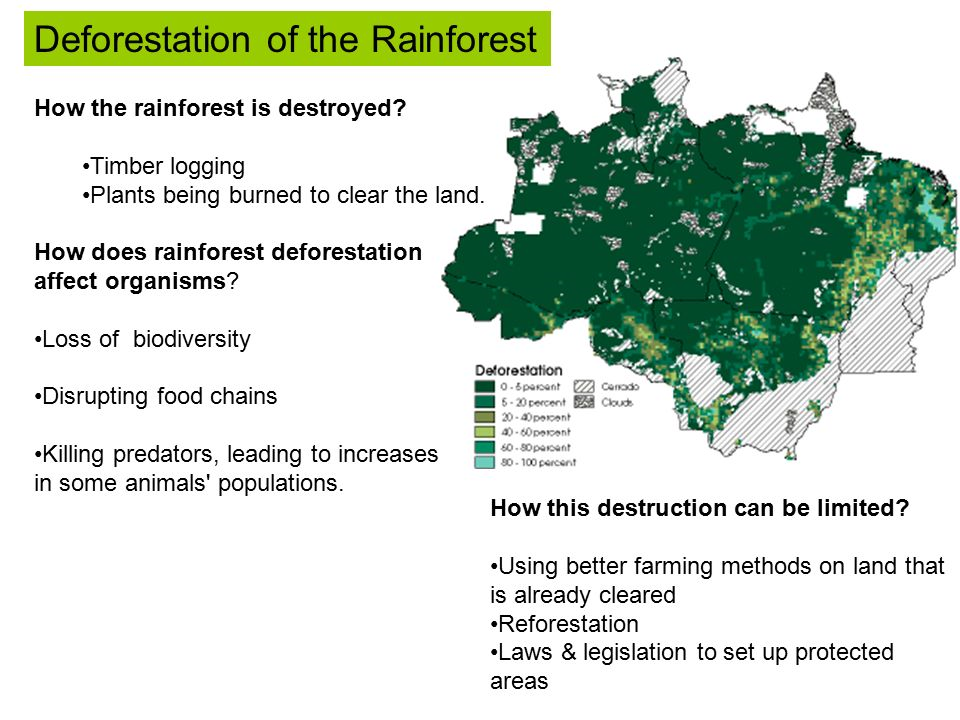 Deforestation of the Rainforest
How the rainforest is destroyed?
•Timber logging
•Plants being burned to clear the land.
How does rainforest deforestation
affect organisms?
•Loss of  biodiversity
•Disrupting food chains
•Killing predators, leading to increases
in some animals' populations.
Deforestation
0 - 5 percent
5 - 20 percent
20 - 40 percent
40 - 60 percent
60 - 80 percent
80 - 100 percent
Cerrado
Clouds
How this destruction can be limited?
•Using better farming methods on land that
is already cleared
•Reforestation
•Laws & legislation to set up protected
areas